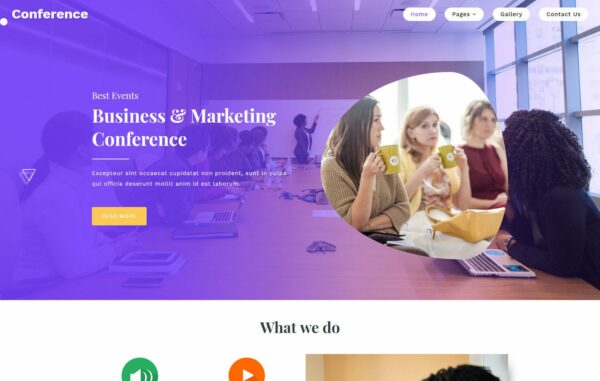 Conference
Home
Pages
Gallery
Contact Us
Best Events
Business & Marketing
Conference
Excepteur sint occaecat cupidatat non proident, sunt in culpa
qui officia deserunt mollit anim id est laborum.
READ MORE
What we do